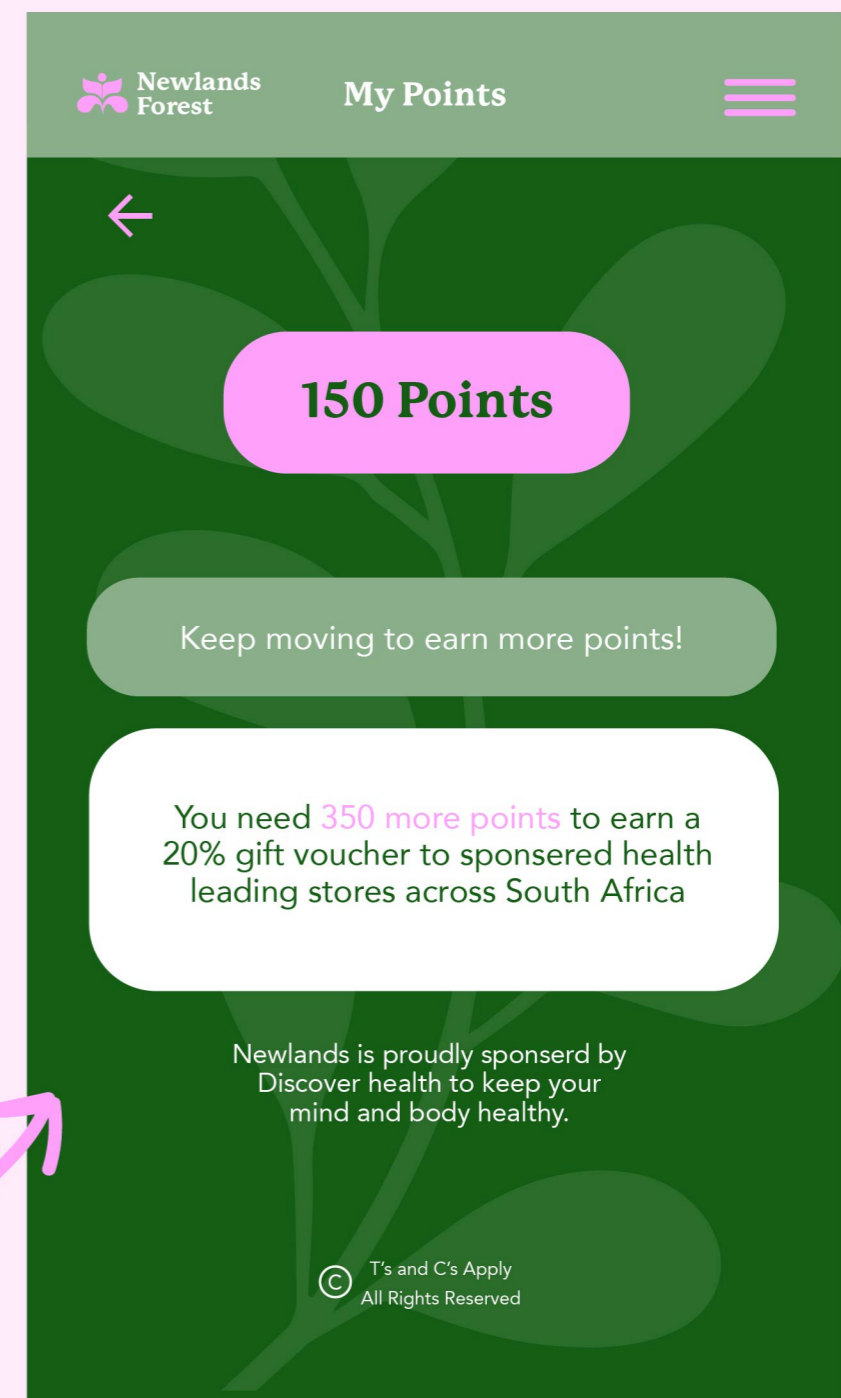 Newlands
Forest
My Points
150 Points
Keep moving to earn more points!
You need 350 more points to earn a
20% gift voucher to sponsered health
leading stores across South Africa
Newlands is proudly sponserd by
Discover health to keep your
mind and body healthy.
© T's and C's Apply
All Rights Reserved